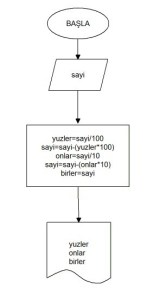 BAŞLA
sayi
yuzler=sayi/100
sayi=sayi-(yuzler*100)
onlar=sayi/10
sayi=sayi-(onlar*10)
birler=sayi
yuzler
onlar
birler